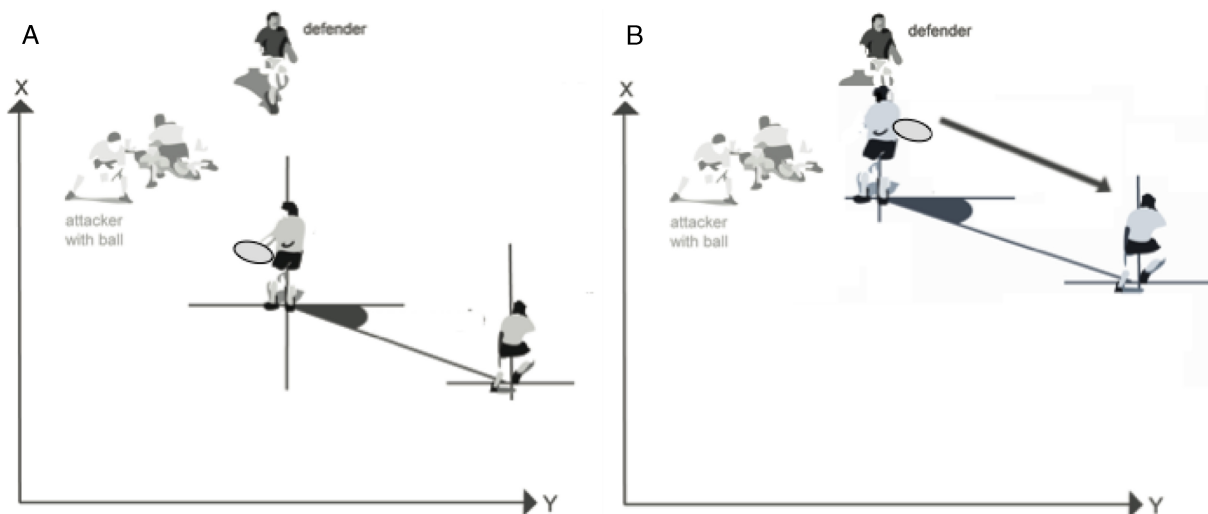 A
defender
X
attacker
with ball
Y
B
defender
X
attacker
with ball
Y